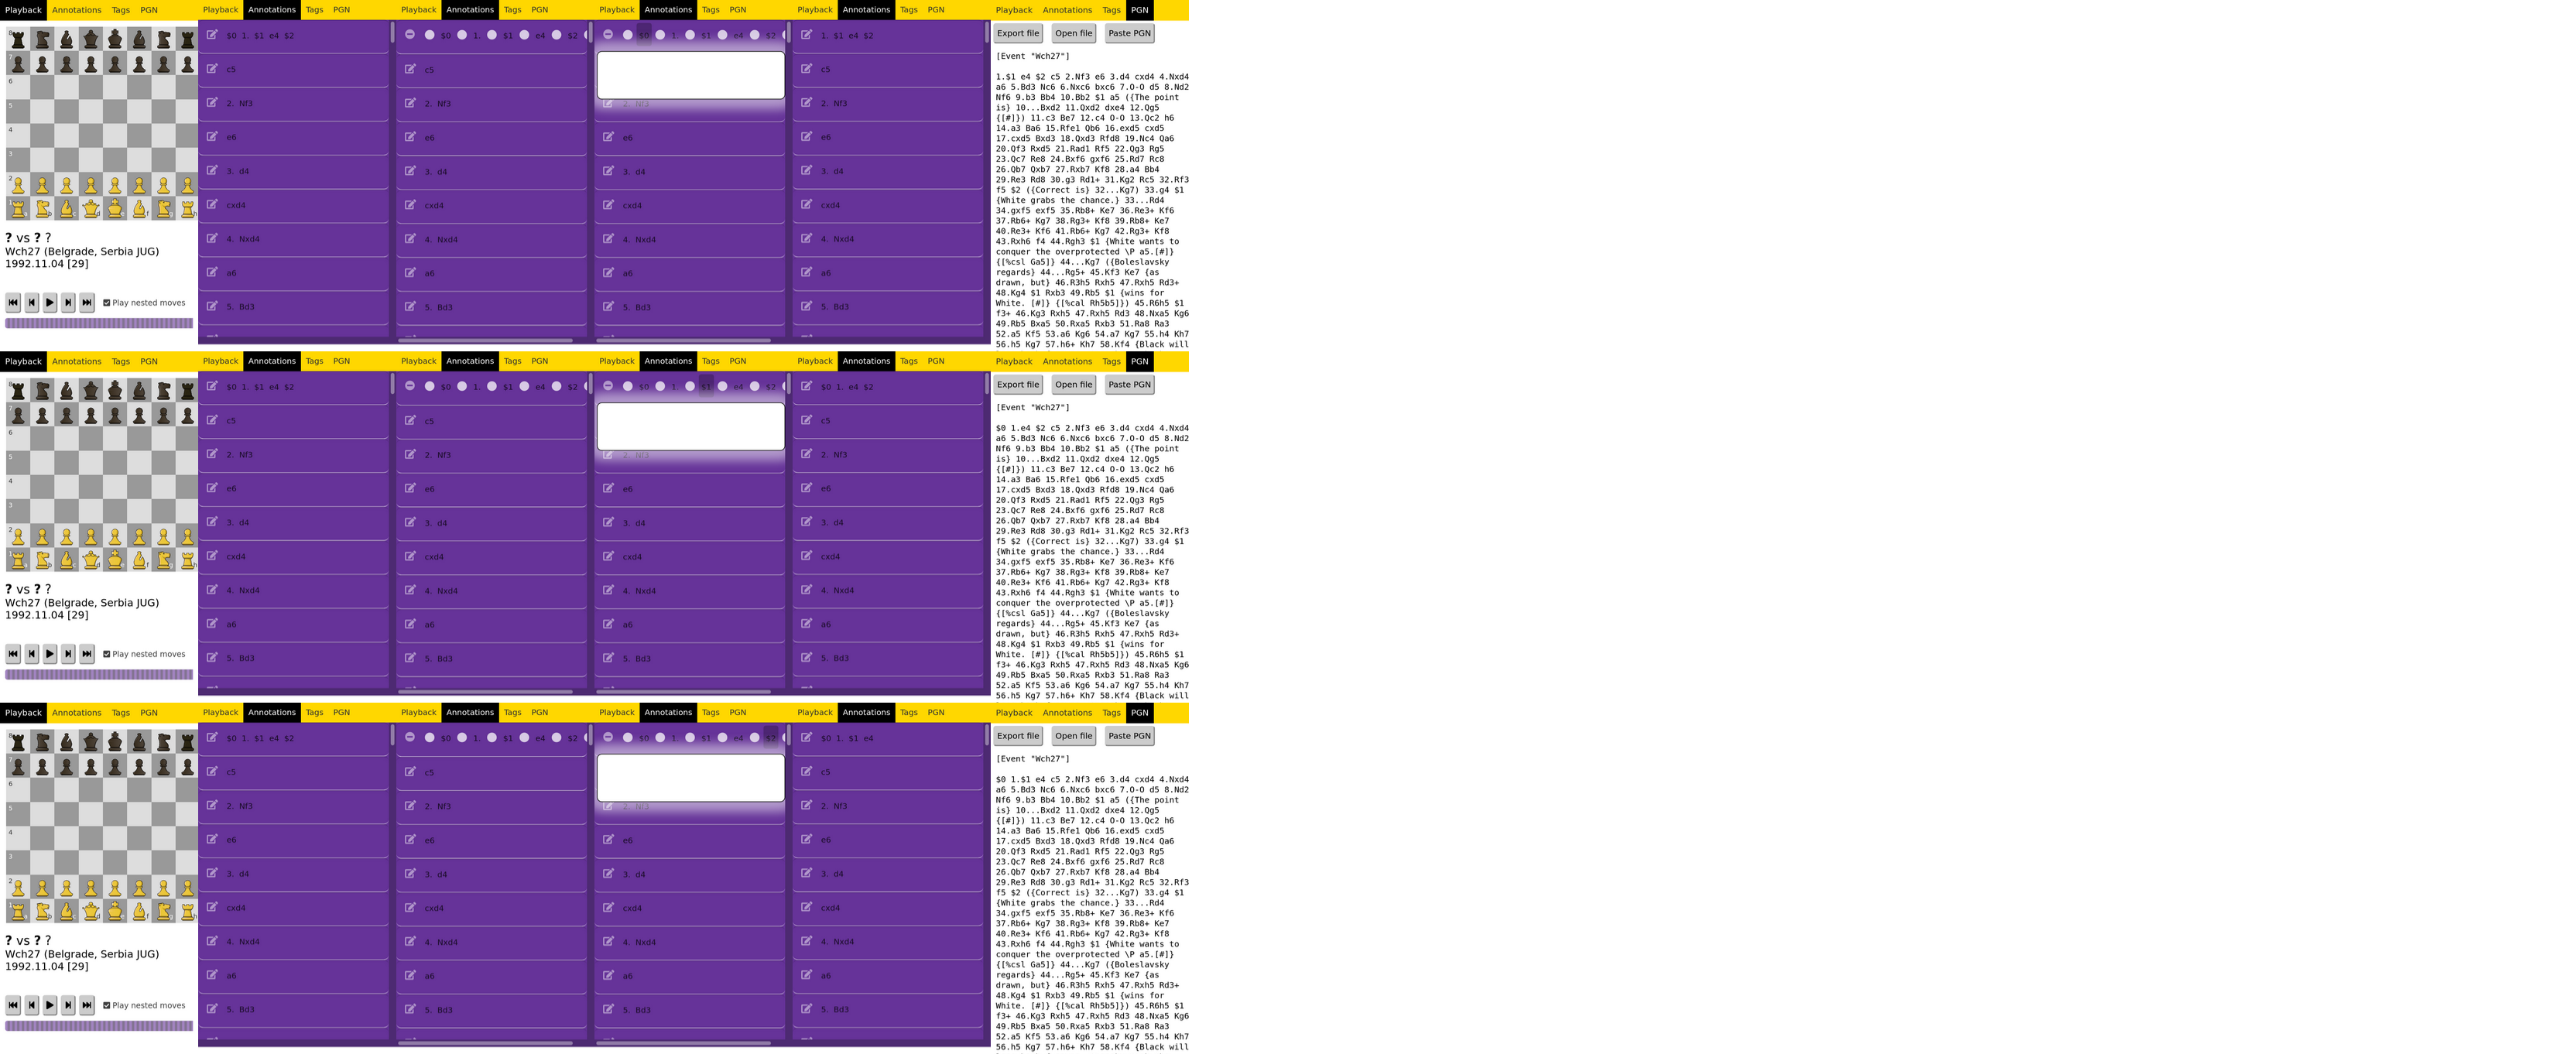 Playback Annotations Tags PGN
8
7
6
5
4
3
2
1
? vs ? ?
Wch27 (Belgrade, Serbia JUG)
1992.11.04 [29]
Play nested moves
Playback Annotations Tags PGN
$0 1. $1 e4 $2
c5
2. Nf3
e6
3. d4
cxd4
4. Nxd4
a6
5. Bd3
Playback Annotations Tags PGN
$0 1. $1 e4 $2
c5
2. Nf3
e6
3. d4
cxd4
4. Nxd4
a6
5. Bd3
Playback Annotations Tags PGN
$0 1. $1 e4 $2
2. Nf3
e6
3. d4
cxd4
4. Nxd4
a6
5. Bd3
Playback Annotations Tags PGN
1. $1 e4 $2
c5
2. Nf3
e6
3. d4
cxd4
4. Nxd4
a6
5. Bd3
Playback Annotations Tags PGN
Export file Open file Paste PGN
[Event "Wch27"]
1.$1 e4 $2 c5 2.Nf3 e6 3.d4 cxd4 4.Nxd4
a6 5.Bd3 Nc6 6.Nxc6 bxc6 7.O-O d5 8.Nd2
Nf6 9.b3 Bb4 10.Bb2 $1 a5 ({The point
is} 10...Bxd2 11.Qxd2 dxe4 12.Qg5
{[#]}) 11.c3 Be7 12.c4 O-O 13.Qc2 h6
14.a3 Ba6 15.Rfe1 Qb6 16.exd5 cxd5
17.cxd5 Bxd3 18.Qxd3 Rfd8 19.Nc4 Qa6
20.Qf3 Rxd5 21.Rad1 Rf5 22.Qg3 Rg5
23.Qc7 Re8 24.Bxf6 gxf6 25.Rd7 Rc8
26.Qb7 Qxb7 27.Rxb7 Kf8 28.a4 Bb4
29.Re3 Rd8 30.g3 Rd1+ 31.Kg2 Rc5 32.Rf3
f5 $2 ({Correct is} 32...Kg7) 33.g4 $1
{White grabs the chance.} 33...Rd4
34.gxf5 exf5 35.Rb8+ Ke7 36.Re3+ Kf6
37.Rb6+ Kg7 38.Rg3+ Kf8 39.Rb8+ Ke7
40.Re3+ Kf6 41.Rb6+ Kg7 42.Rg3+ Kf8
43.Rxh6 f4 44.Rgh3 $1 {White wants to
conquer the overprotected \P a5.[#]}
{[%csl Ga5]} 44...Kg7 ({Boleslavsky
regards} 44...Rg5+ 45.Kf3 Ke7 {as
drawn, but} 46.R3h5 Rxh5 47.Rxh5 Rd3+
48.Kg4 $1 Rxb3 49.Rb5 $1 {wins for
White. [#]} {[%cal Rh5b5]}) 45.R6h5 $1
f3+ 46.Kg3 Rxh5 47.Rxh5 Rd3 48.Nxa5 Kg6
49.Rb5 Bxa5 50.Rxa5 Rxb3 51.Ra8 Ra3
52.a5 Kf5 53.a6 Kg6 54.a7 Kg7 55.h4 Kh7
56.h5 Kg7 57.h6+ Kh7 58.Kf4 {Black will
Playback Annotations Tags PGN
8
7
6
5
4
3
2
1
? vs ? ?
Wch27 (Belgrade, Serbia JUG)
1992.11.04 [29]
Play nested moves
Playback Annotations Tags PGN
$0 1. $1 e4 $2
c5
2. Nf3
e6
3. d4
cxd4
4. Nxd4
a6
5. Bd3
Playback Annotations Tags PGN
$0 1. $1 e4 $2
c5
2. Nf3
e6
3. d4
cxd4
4. Nxd4
a6
5. Bd3
Playback Annotations Tags PGN
$0 1. $1 e4 $2
2. Nf3
e6
3. d4
cxd4
4. Nxd4
a6
5. Bd3
Playback Annotations Tags PGN
$0 1. e4 $2
c5
2. Nf3
e6
3. d4
cxd4
4. Nxd4
a6
5. Bd3
Playback Annotations Tags PGN
Export file Open file Paste PGN
[Event "Wch27"]
$0 1.e4 $2 c5 2.Nf3 e6 3.d4 cxd4 4.Nxd4
a6 5.Bd3 Nc6 6.Nxc6 bxc6 7.O-O d5 8.Nd2
Nf6 9.b3 Bb4 10.Bb2 $1 a5 ({The point
is} 10...Bxd2 11.Qxd2 dxe4 12.Qg5
{[#]}) 11.c3 Be7 12.c4 O-O 13.Qc2 h6
14.a3 Ba6 15.Rfe1 Qb6 16.exd5 cxd5
17.cxd5 Bxd3 18.Qxd3 Rfd8 19.Nc4 Qa6
20.Qf3 Rxd5 21.Rad1 Rf5 22.Qg3 Rg5
23.Qc7 Re8 24.Bxf6 gxf6 25.Rd7 Rc8
26.Qb7 Qxb7 27.Rxb7 Kf8 28.a4 Bb4
29.Re3 Rd8 30.g3 Rd1+ 31.Kg2 Rc5 32.Rf3
f5 $2 ({Correct is} 32...Kg7) 33.g4 $1
{White grabs the chance.} 33...Rd4
34.gxf5 exf5 35.Rb8+ Ke7 36.Re3+ Kf6
37.Rb6+ Kg7 38.Rg3+ Kf8 39.Rb8+ Ke7
40.Re3+ Kf6 41.Rb6+ Kg7 42.Rg3+ Kf8
43.Rxh6 f4 44.Rgh3 $1 {White wants to
conquer the overprotected \P a5.[#]}
{[%csl Ga5]} 44...Kg7 ({Boleslavsky
regards} 44...Rg5+ 45.Kf3 Ke7 {as
drawn, but} 46.R3h5 Rxh5 47.Rxh5 Rd3+
48.Kg4 $1 Rxb3 49.Rb5 $1 {wins for
White. [#]} {[%cal Rh5b5]}) 45.R6h5 $1
f3+ 46.Kg3 Rxh5 47.Rxh5 Rd3 48.Nxa5 Kg6
49.Rb5 Bxa5 50.Rxa5 Rxb3 51.Ra8 Ra3
52.a5 Kf5 53.a6 Kg6 54.a7 Kg7 55.h4 Kh7
56.h5 Kg7 57.h6+ Kh7 58.Kf4 {Black will
Playback Annotations Tags PGN
8
7
6
5
4
3
2
1
? vs ? ?
Wch27 (Belgrade, Serbia JUG)
1992.11.04 [29]
Play nested moves
Playback Annotations Tags PGN
$0 1. $1 e4 $2
c5
2. Nf3
e6
3. d4
cxd4
4. Nxd4
a6
5. Bd3
Playback Annotations Tags PGN
$0 1. $1 e4 $2
c5
2. Nf3
e6
3. d4
cxd4
4. Nxd4
a6
5. Bd3
Playback Annotations Tags PGN
$0 1. $1 e4 $2
2. Nf3
e6
3. d4
cxd4
4. Nxd4
a6
5. Bd3
Playback Annotations Tags PGN
$0 1. $1 e4
c5
2. Nf3
e6
3. d4
cxd4
4. Nxd4
a6
5. Bd3
Playback Annotations Tags PGN
Export file Open file Paste PGN
[Event "Wch27"]
$0 1.$1 e4 c5 2.Nf3 e6 3.d4 cxd4 4.Nxd4
a6 5.Bd3 Nc6 6.Nxc6 bxc6 7.O-O d5 8.Nd2
Nf6 9.b3 Bb4 10.Bb2 $1 a5 ({The point
is} 10...Bxd2 11.Qxd2 dxe4 12.Qg5
{[#]}) 11.c3 Be7 12.c4 O-O 13.Qc2 h6
14.a3 Ba6 15.Rfe1 Qb6 16.exd5 cxd5
17.cxd5 Bxd3 18.Qxd3 Rfd8 19.Nc4 Qa6
20.Qf3 Rxd5 21.Rad1 Rf5 22.Qg3 Rg5
23.Qc7 Re8 24.Bxf6 gxf6 25.Rd7 Rc8
26.Qb7 Qxb7 27.Rxb7 Kf8 28.a4 Bb4
29.Re3 Rd8 30.g3 Rd1+ 31.Kg2 Rc5 32.Rf3
f5 $2 ({Correct is} 32...Kg7) 33.g4 $1
{White grabs the chance.} 33...Rd4
34.gxf5 exf5 35.Rb8+ Ke7 36.Re3+ Kf6
37.Rb6+ Kg7 38.Rg3+ Kf8 39.Rb8+ Ke7
40.Re3+ Kf6 41.Rb6+ Kg7 42.Rg3+ Kf8
43.Rxh6 f4 44.Rgh3 $1 {White wants to
conquer the overprotected \P a5.[#]}
{[%csl Ga5]} 44...Kg7 ({Boleslavsky
regards} 44...Rg5+ 45.Kf3 Ke7 {as
drawn, but} 46.R3h5 Rxh5 47.Rxh5 Rd3+
48.Kg4 $1 Rxb3 49.Rb5 $1 {wins for
White. [#]} {[%cal Rh5b5]}) 45.R6h5 $1
f3+ 46.Kg3 Rxh5 47.Rxh5 Rd3 48.Nxa5 Kg6
49.Rb5 Bxa5 50.Rxa5 Rxb3 51.Ra8 Ra3
52.a5 Kf5 53.a6 Kg6 54.a7 Kg7 55.h4 Kh7
56.h5 Kg7 57.h6+ Kh7 58.Kf4 {Black will